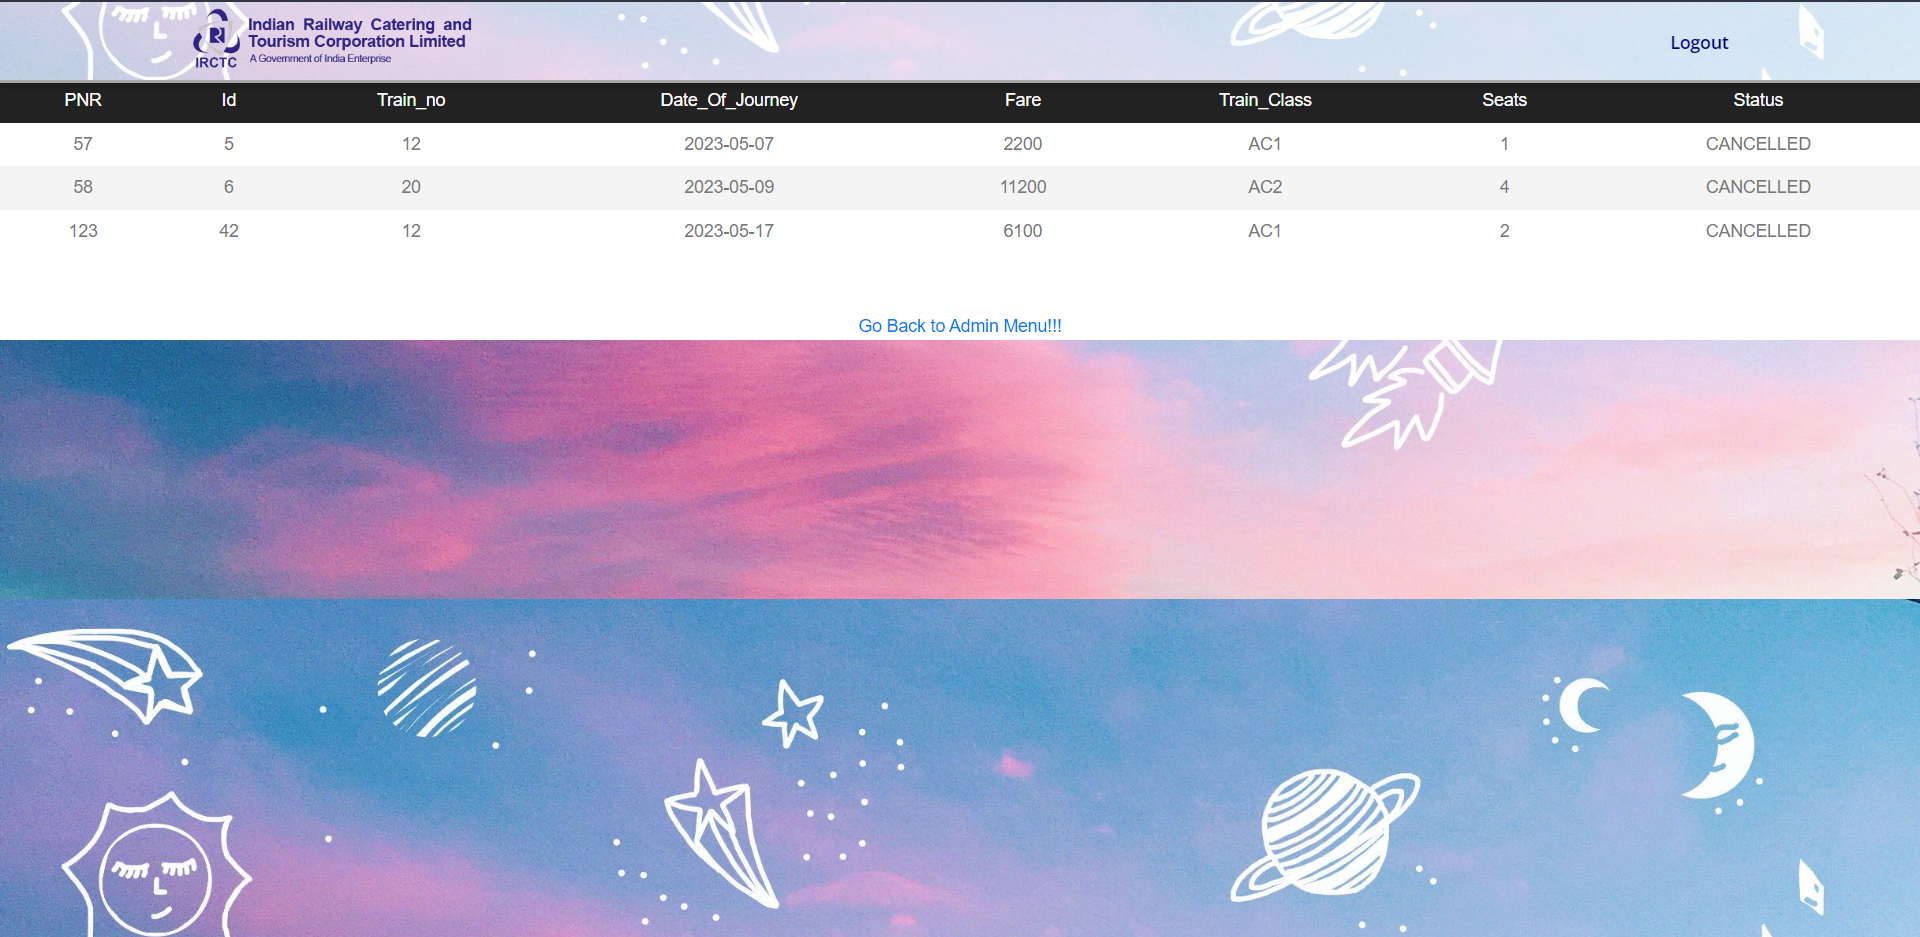 Indian Railway Catering and
Tourism Corporation Limited
A Government of India Enterprise
IRCTC
Logout
PNR Id Train_no Date_Of_Journey Fare Train_Class Seats Status
57 5 12 2023-05-07 2200 AC1 1 CANCELLED
58 6 20 2023-05-09 11200 AC2 4 CANCELLED
123 42 12 2023-05-17 6100 AC1 2 CANCELLED
Go Back to Admin Menu!!!